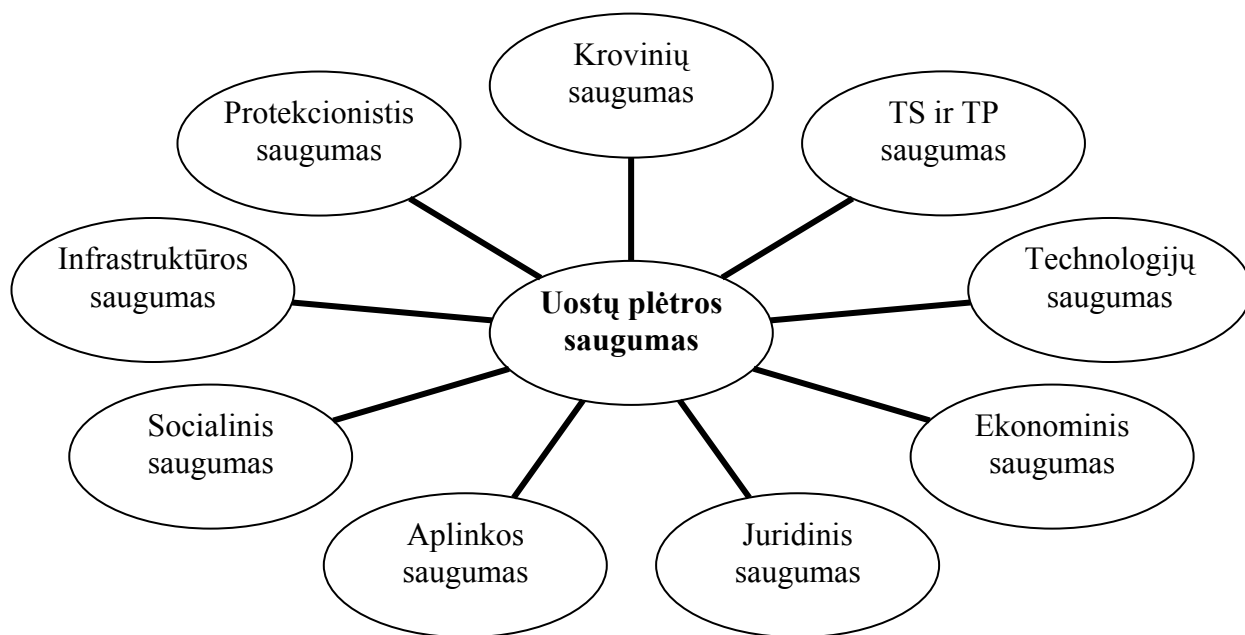 Krovinių
saugumas
Protekcionistis
saugumas
TS ir TP
saugumas
Infrastruktūros
saugumas
Technologijų
saugumas
Uostų plėtros
saugumas
Socialinis
saugumas
Ekonominis
saugumas
Aplinkos
saugumas
Juridinis
saugumas